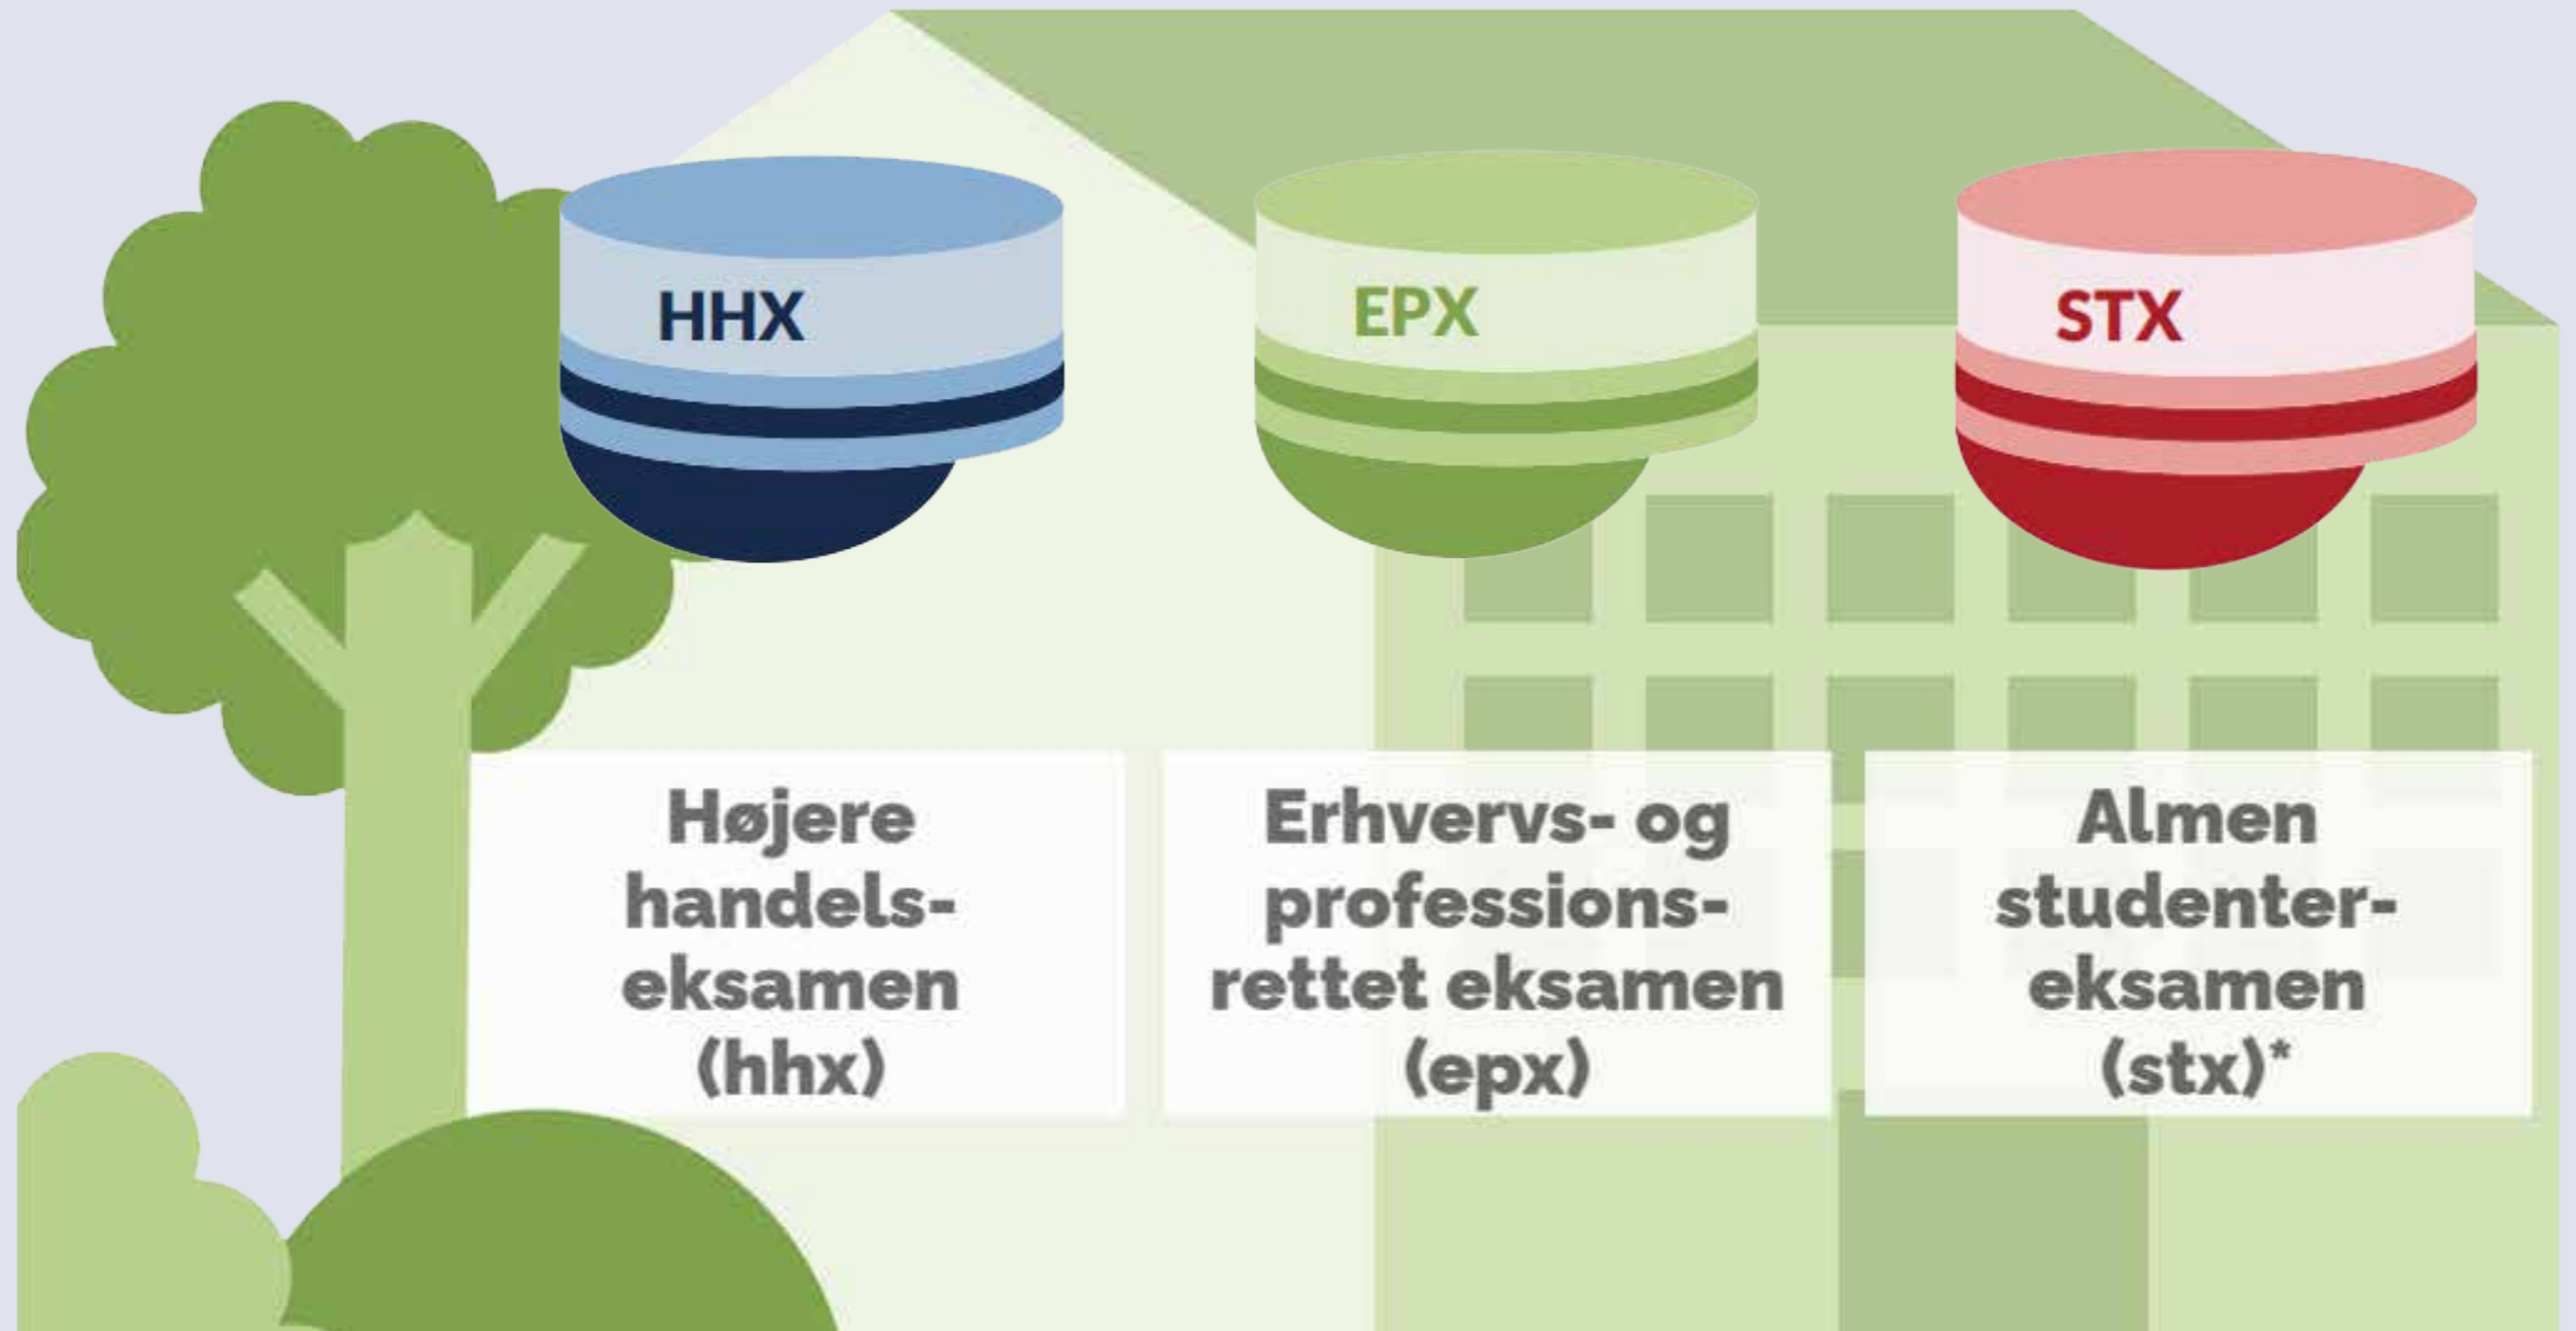 HHX
EPX
STX
Højere
handels-
eksamen
(hhx)
Erhvervs- og
professions-
rettet eksamen
(epx)
Almen
studenter-
eksamen
(stx)*